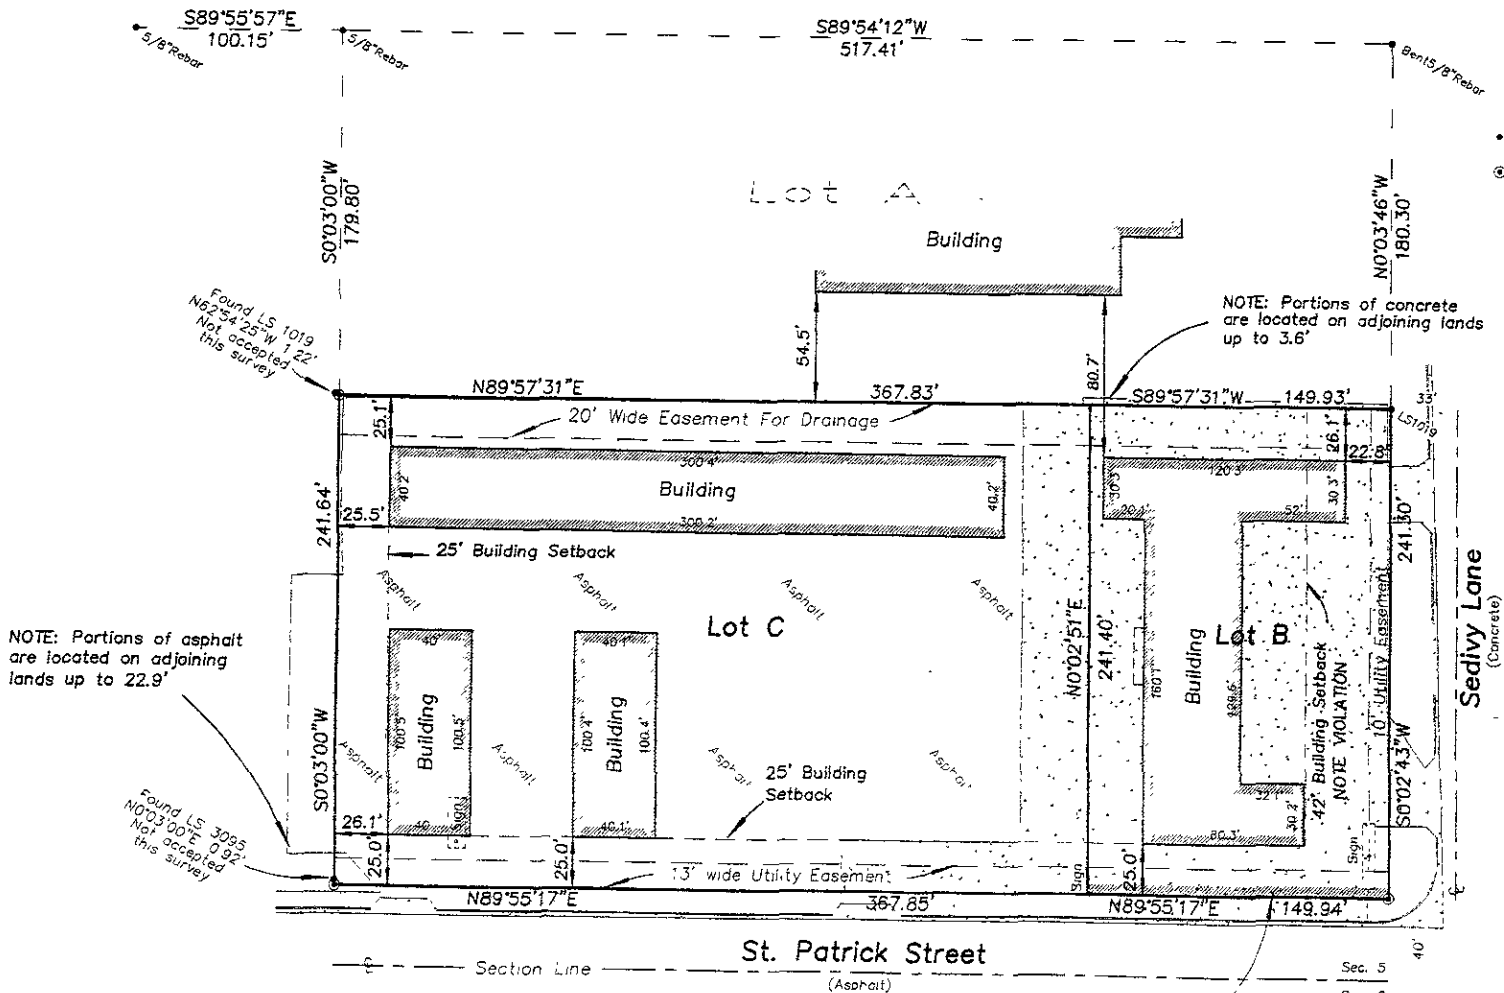 S89°55'57"E
100.15'
S89°54'12"W
517.41'
5/8"Rebar
5/8"Rebar
Bent5/8"Rebar
S0°03'00"W
179.80'
N0°03'46"W
180.30'
Lot A
Building
Found LS 1019
N62°54'25"W 1 22'
Not accepted
this survey
NOTE: Portions of concrete
are located on adjoining lands
up to 3.6'
54.5'
80.7'
N89°57'31"E
367.83'
S89°57'31"W
149.93'
33'
LS1019
25.1'
20' Wide Easement For Drainage
26.1'
22.8'
300.4'
120 3'
40 2'
Building
40.2'
30 3'
30 3'
300.2'
20.
52'
241.64'
25.5'
25' Building Setback
241.30'
Asphalt
Asphalt
Asphalt
Asphalt
Lot C
Lot B
NOTE: Portions of asphalt
are located on adjoining
lands up to 22.9'
40'
40 1'
100 5'
Building
100.5'
100 4'
Building
100.4'
N0°02'51"E
241.40'
160.1'
Building
139.6'
42' Building Setback
NOTE VIOLATION
10' Utility Easement
Sedivy Lane
(Concrete)
S0°03'00"W
S0°02'43"W
Asphalt
Asphalt
Asphalt
Asphalt
25' Building
Setback
Found LS 3095
N0°03'00"E 0 92'
Not accepted
this survey
26.1'
40
Sign
40.1'
32 1'
30 2'
80.3'
Sign
25.0'
25.0'
13' wide Utility Easement
Sign
25.0'
N89°55'17"E
367.85'
N89°55'17"E
149.94'
St. Patrick Street
(Asphalt)
Section Line
Sec. 5
40'